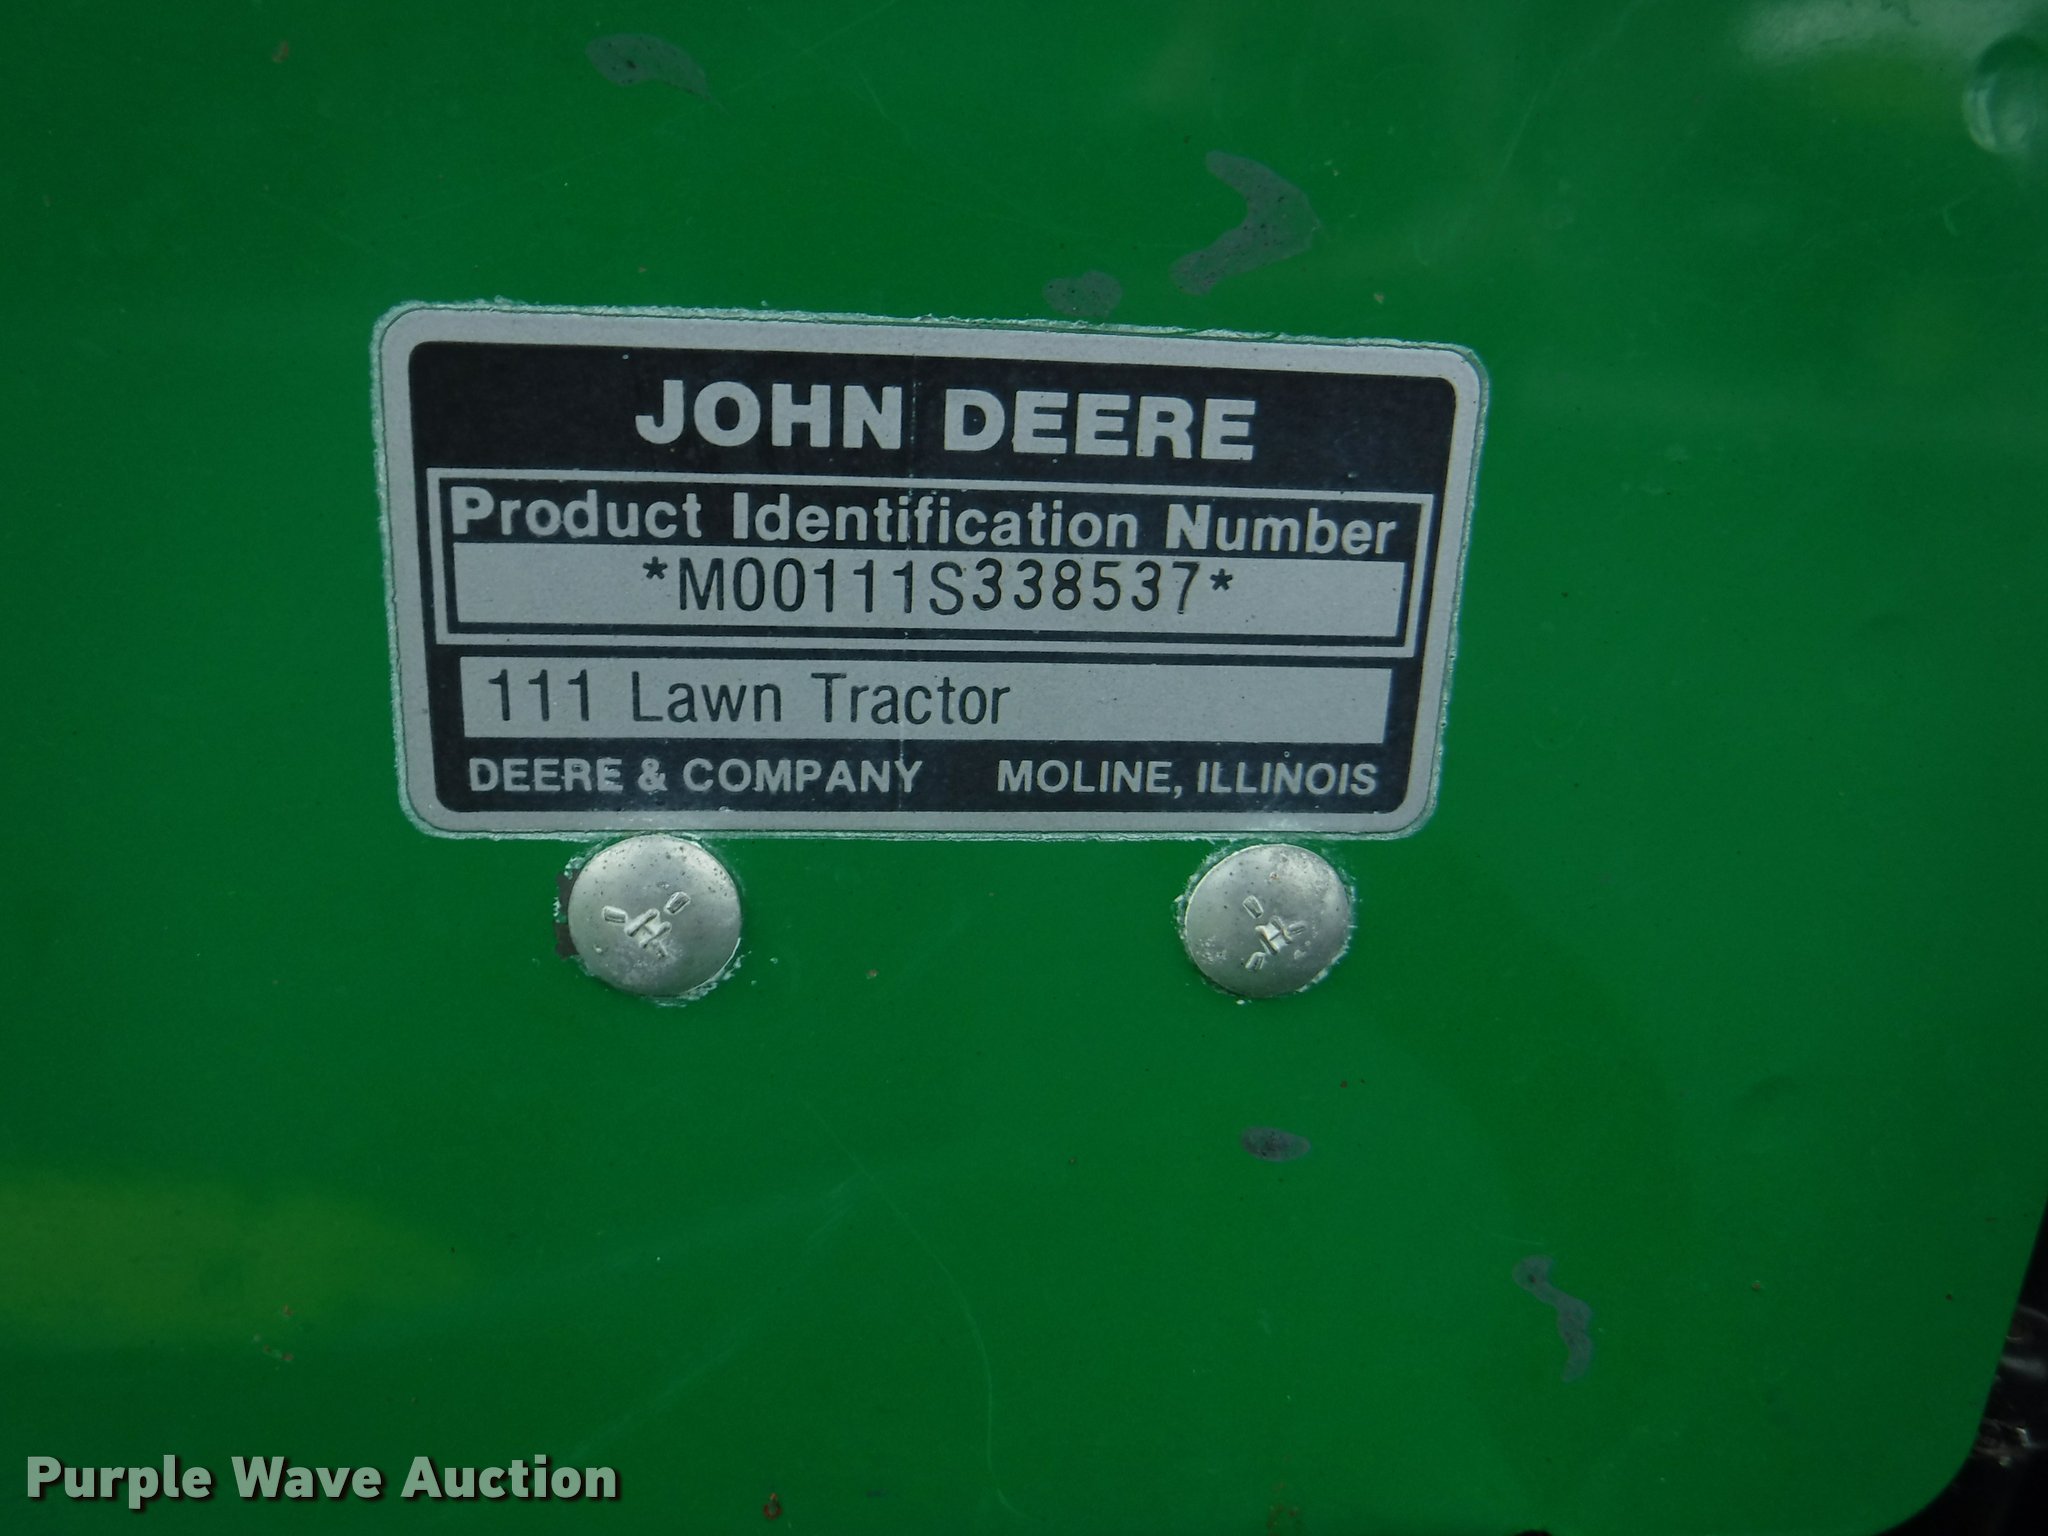 JOHN DEERE
Product Identification Number
*M00111S338537*
111 Lawn Tractor
DEERE & COMPANY MOLINE, ILLINOIS
Purple Wave Auction